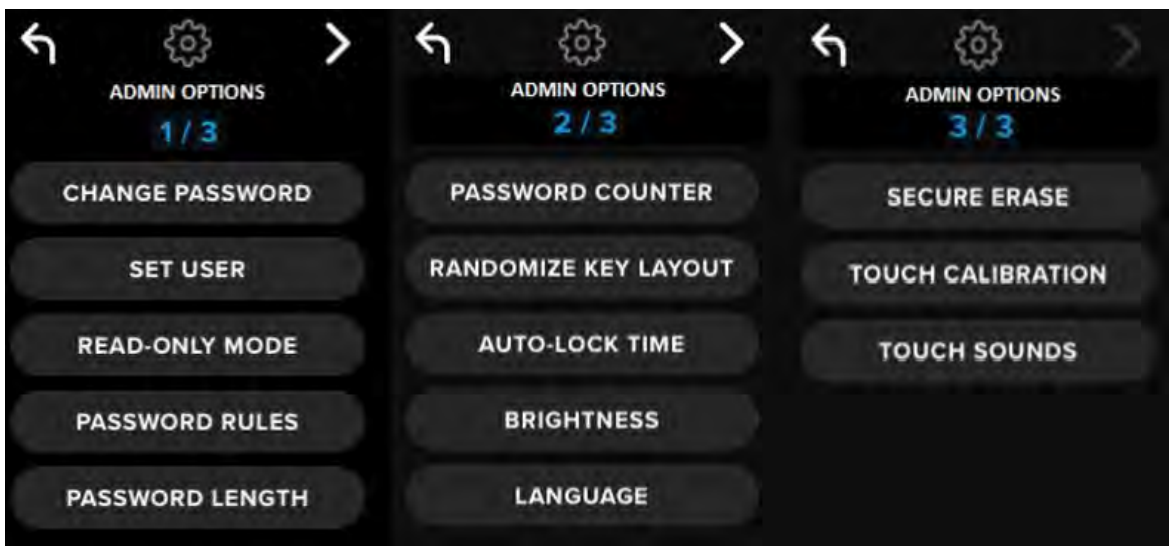 ADMIN OPTIONS
1 / 3
CHANGE PASSWORD
SET USER
READ-ONLY MODE
PASSWORD RULES
PASSWORD LENGTH
ADMIN OPTIONS
2 / 3
PASSWORD COUNTER
RANDOMIZE KEY LAYOUT
AUTO-LOCK TIME
BRIGHTNESS
LANGUAGE
ADMIN OPTIONS
3 / 3
SECURE ERASE
TOUCH CALIBRATION
TOUCH SOUNDS